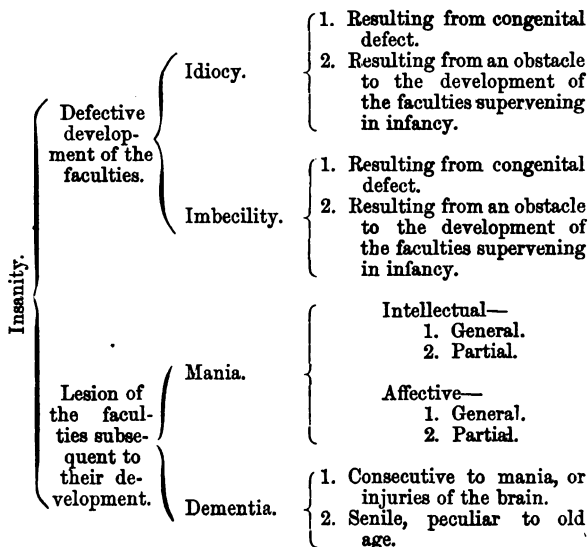 Insanity.
Defective
develop-
ment of the
faculties.
Idiocy.
1. Resulting from congenital
defect.
2. Resulting from an obstacle
to the development of
the faculties supervening
in infancy.
Imbecility.
1. Resulting from congenital
defect.
2. Resulting from an obstacle
to the development of
the faculties supervening
in infancy.
Lesion of
the facul-
ties subse-
quent to
their de-
velopment.
Mania.
Intellectual—
1. General.
2. Partial.
Affective—
1. General.
2. Partial.
Dementia.
1. Consecutive to mania, or
injuries of the brain.
2. Senile, peculiar to old
age.